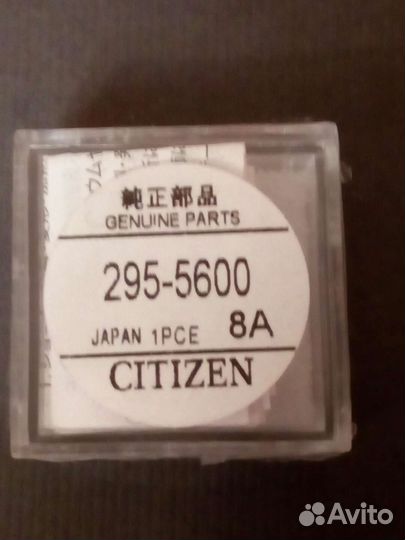 純正部品
GENUINE PARTS
295-5600
JAPAN 1PCE 8A
CITIZEN
Avito